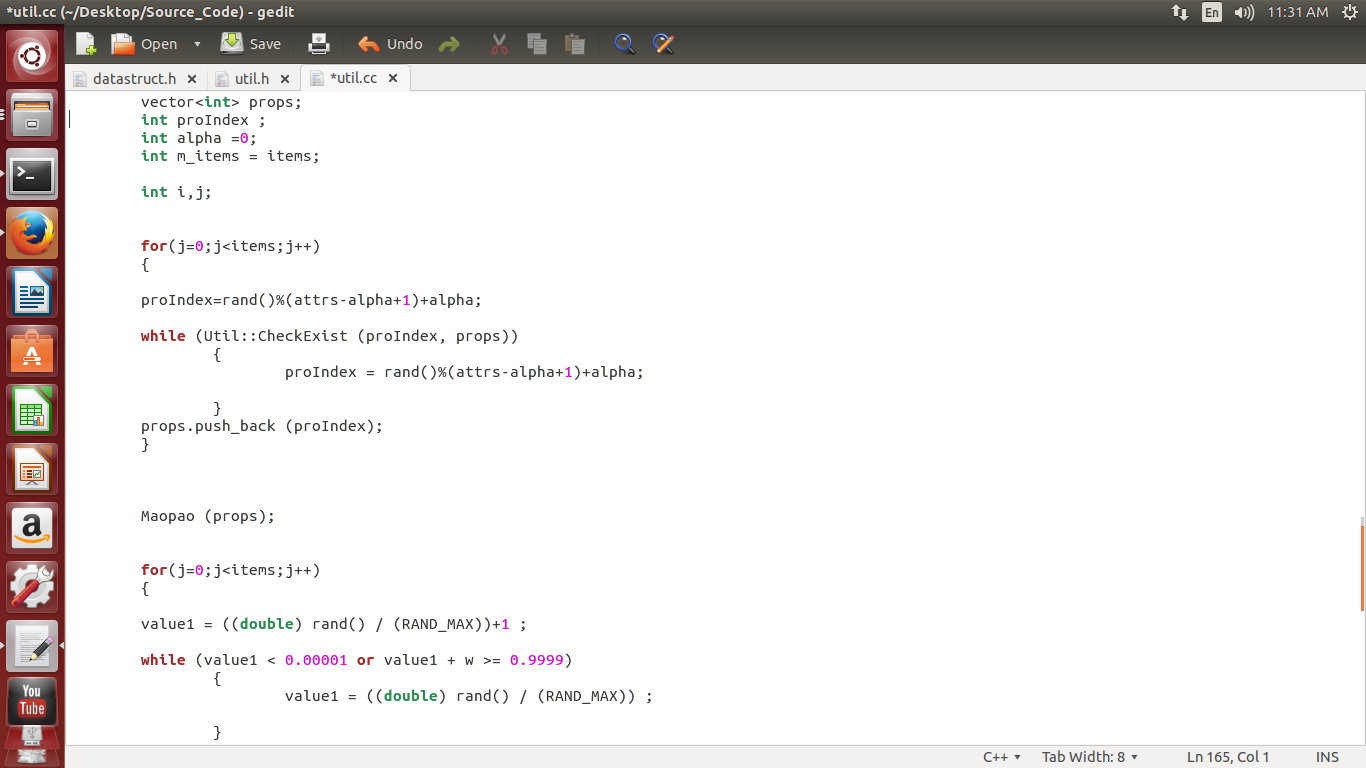 *util.cc (~/Desktop/Source_Code) - gedit
En
11:31 AM
Open
Save
Undo
datastruct.h
util.h
*util.cc
vector<int> props;
int proIndex ;
int alpha =0;
int m_items = items;
int i,j;
for(j=0;j<items;j++)
{
proIndex=rand()%(attrs-alpha+1)+alpha;
while (Util::CheckExist (proIndex, props))
{
proIndex = rand()%(attrs-alpha+1)+alpha;
}
props.push_back (proIndex);
}
Maopao (props);
for(j=0;j<items;j++)
{
value1 = ((double) rand() / (RAND_MAX))+1 ;
while (value1 < 0.00001 or value1 + w >= 0.9999)
{
value1 = ((double) rand() / (RAND_MAX)) ;
}
You
Tube
C++
Tab Width: 8
Ln 165, Col 1
INS